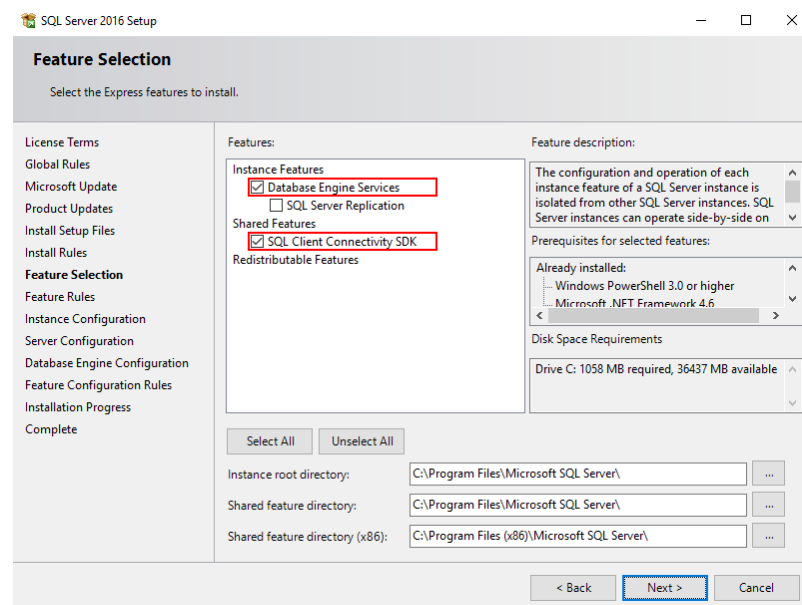 SQL Server 2016 Setup
Feature Selection
Select the Express features to install.
License Terms
Global Rules
Microsoft Update
Product Updates
Install Setup Files
Install Rules
Feature Selection
Feature Rules
Instance Configuration
Server Configuration
Database Engine Configuration
Feature Configuration Rules
Installation Progress
Complete
Features:
Instance Features
Database Engine Services
SQL Server Replication
Shared Features
SQL Client Connectivity SDK
Redistributable Features
Feature description:
The configuration and operation of each
instance feature of a SQL Server instance is
isolated from other SQL Server instances. SQL
Server instances can operate side-by-side on
Prerequisites for selected features:
Already installed:
Windows PowerShell 3.0 or higher
Microsoft .NET Framework 4.6
Disk Space Requirements
Drive C: 1058 MB required, 36437 MB available
Select All
Unselect All
Instance root directory:
C:\Program Files\Microsoft SQL Server\
...
Shared feature directory:
C:\Program Files\Microsoft SQL Server\
...
Shared feature directory (x86):
C:\Program Files (x86)\Microsoft SQL Server\
...
< Back
Next >
Cancel